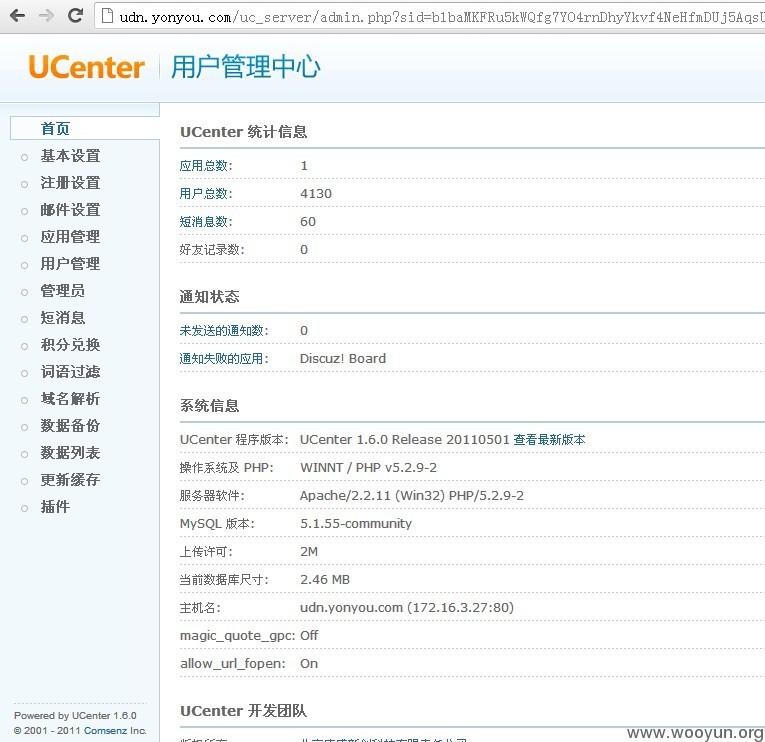 udn.yonyou.com/uc_server/admin.php?sid=b1baMKFRu5kWQfg7YO4rnDhyYkvf4NeHfmDUj5AqsU
UCenter 用户管理中心
首页
基本设置
注册设置
邮件设置
应用管理
用户管理
管理员
短消息
积分兑换
词语过滤
域名解析
数据备份
数据列表
更新缓存
插件
Powered by UCenter 1.6.0
© 2001 - 2011 Comsenz Inc.
UCenter 统计信息
应用总数: 1
用户总数: 4130
短消息数: 60
好友记录数: 0
通知状态
未发送的通知数: 0
通知失败的应用: Discuz! Board
系统信息
UCenter 程序版本: UCenter 1.6.0 Release 20110501 查看最新版本
操作系统及 PHP: WINNT / PHP v5.2.9-2
服务器软件: Apache/2.2.11 (Win32) PHP/5.2.9-2
MySQL 版本: 5.1.55-community
上传许可: 2M
当前数据库尺寸: 2.46 MB
主机名: udn.yonyou.com (172.16.3.27:80)
magic_quote_gpc: Off
allow_url_fopen: On
UCenter 开发团队
www.wooyun.org